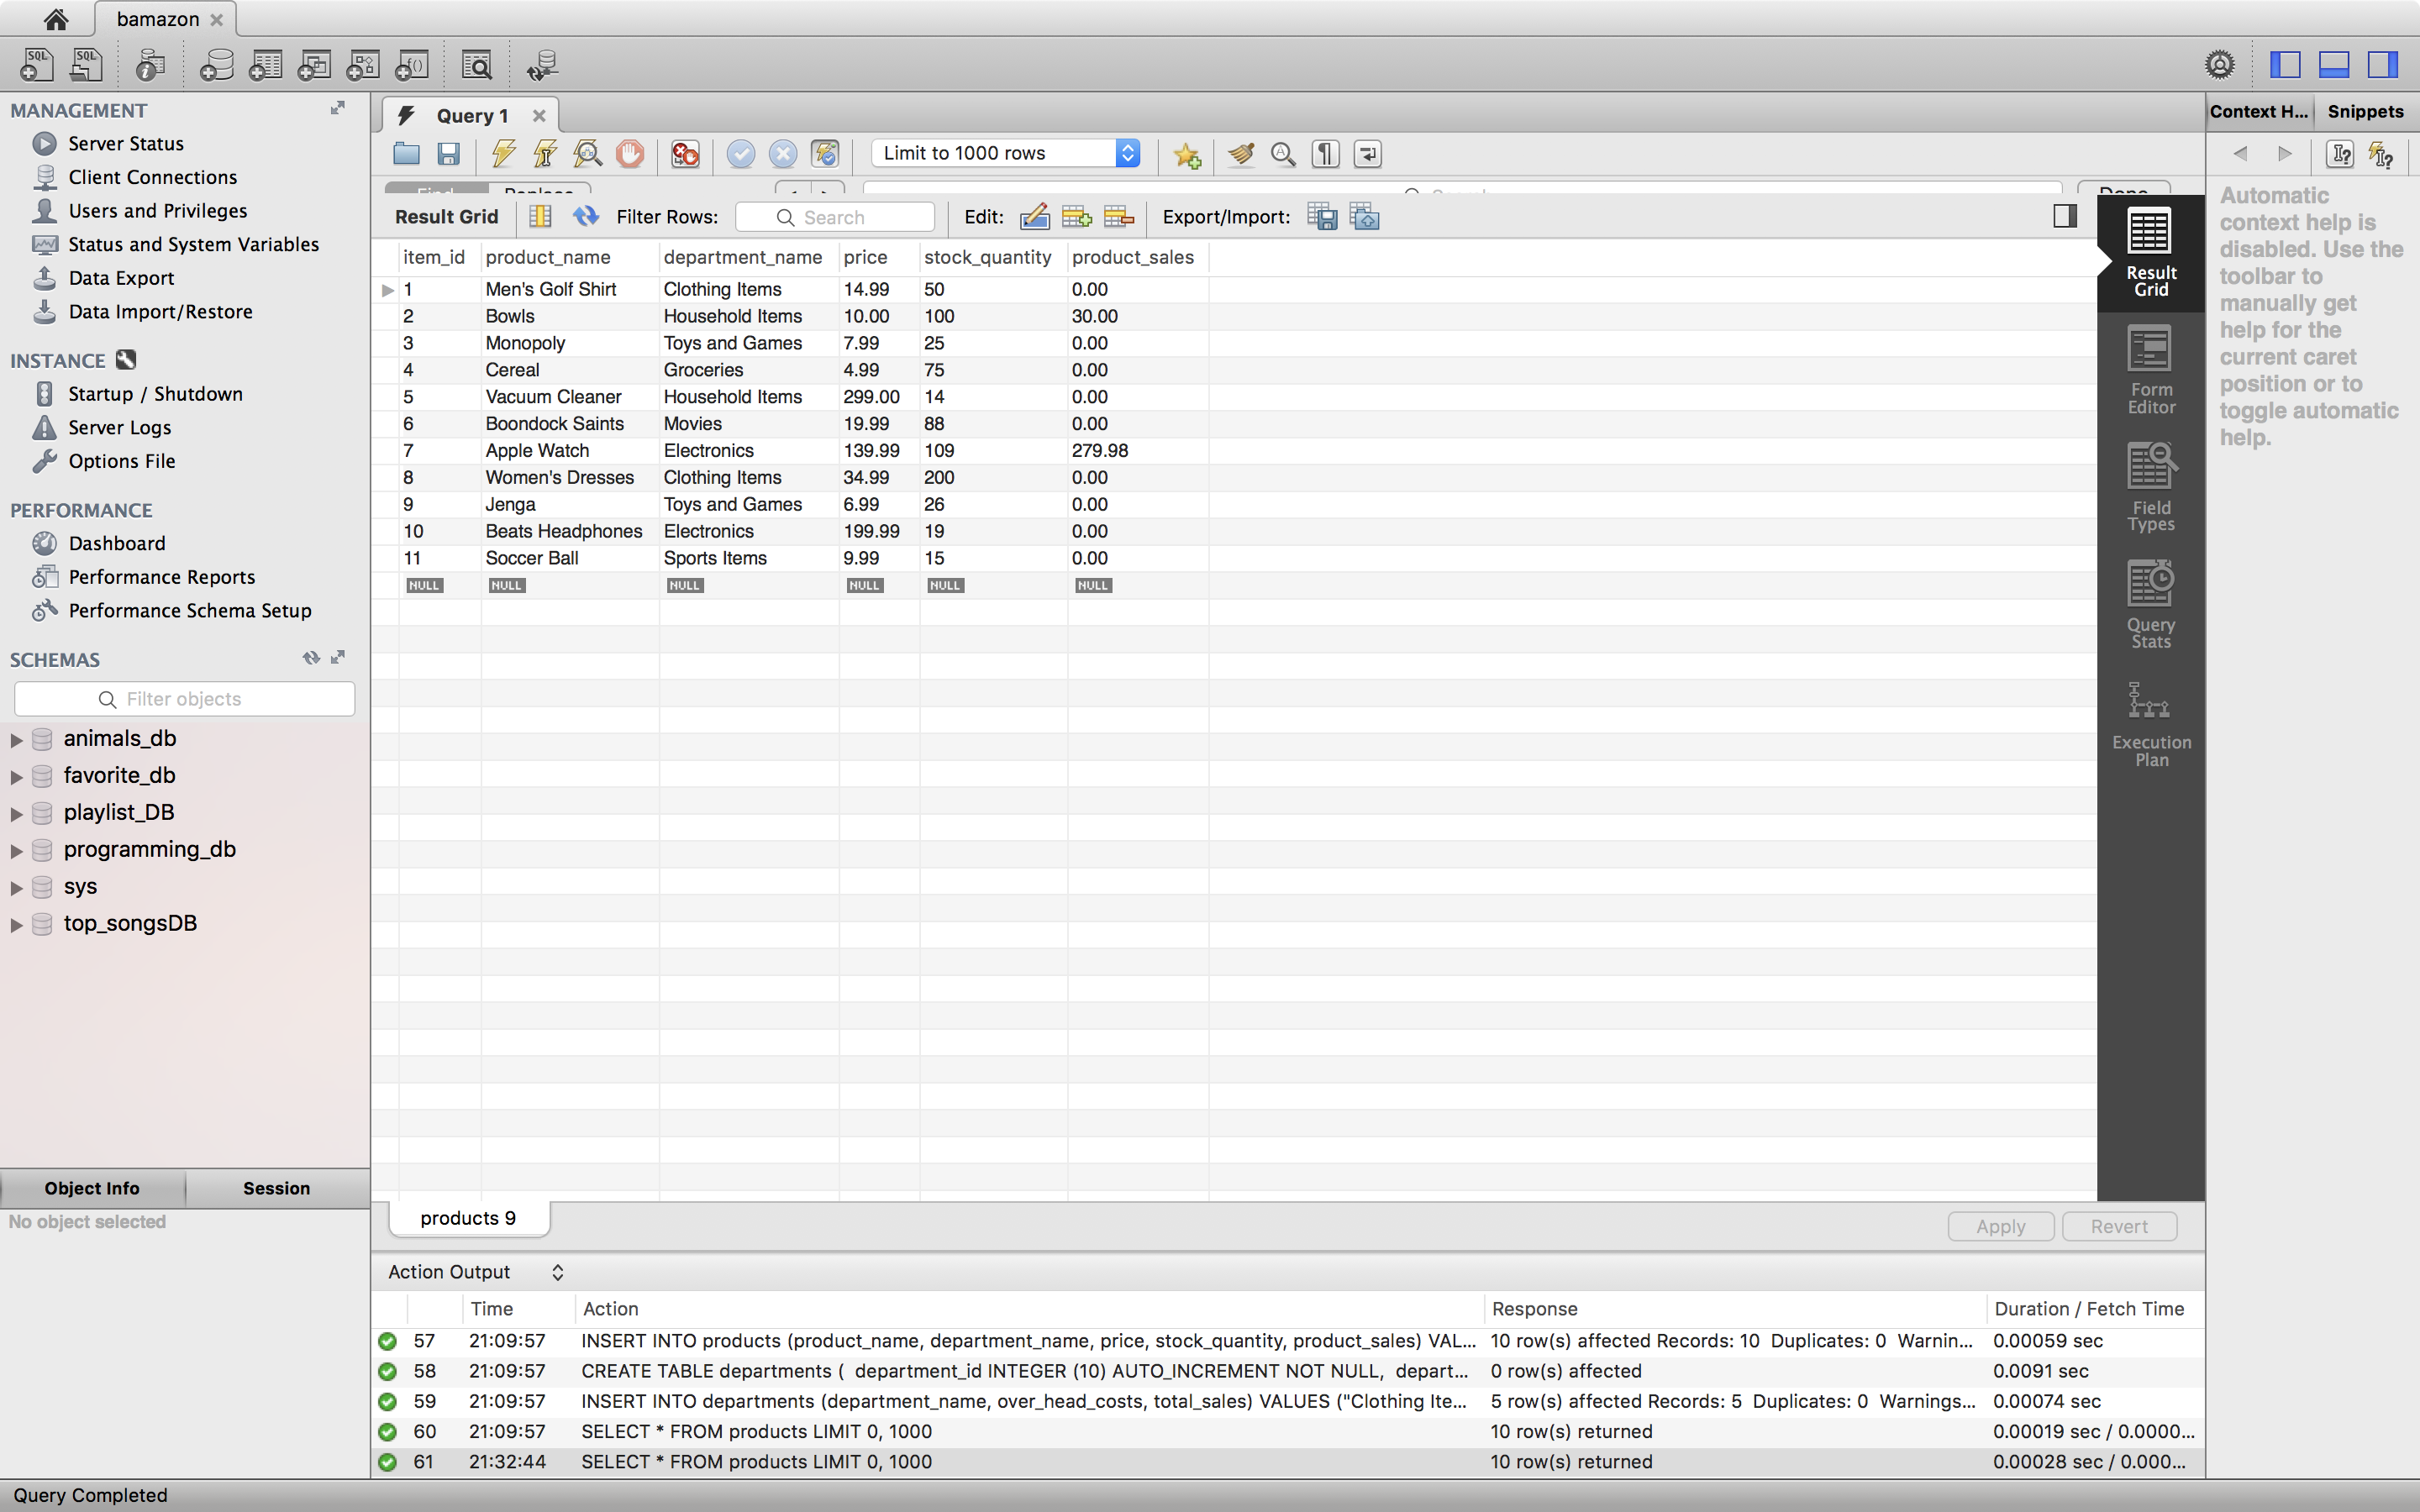 bamazon
MANAGEMENT
Server Status
Client Connections
Users and Privileges
Status and System Variables
Data Export
Data Import/Restore
INSTANCE
Startup / Shutdown
Server Logs
Options File
PERFORMANCE
Dashboard
Performance Reports
Performance Schema Setup
SCHEMAS
Filter objects
animals_db
favorite_db
playlist_DB
programming_db
sys
top_songsDB
Object Info Session
No object selected
Query 1
Limit to 1000 rows
Find Replace Search Done
Result Grid Filter Rows: Search Edit: Export/Import:
item_id product_name department_name price stock_quantity product_sales
1 Men's Golf Shirt Clothing Items 14.99 50 0.00
2 Bowls Household Items 10.00 100 30.00
3 Monopoly Toys and Games 7.99 25 0.00
4 Cereal Groceries 4.99 75 0.00
5 Vacuum Cleaner Household Items 299.00 14 0.00
6 Boondock Saints Movies 19.99 88 0.00
7 Apple Watch Electronics 139.99 109 279.98
8 Women's Dresses Clothing Items 34.99 200 0.00
9 Jenga Toys and Games 6.99 26 0.00
10 Beats Headphones Electronics 199.99 19 0.00
11 Soccer Ball Sports Items 9.99 15 0.00
NULL NULL NULL NULL NULL NULL
Result
Grid
Form
Editor
Field
Types
Query
Stats
Execution
Plan
Context H... Snippets
Automatic
context help is
disabled. Use the
toolbar to
manually get
help for the
current caret
position or to
toggle automatic
help.
products 9
Apply Revert
Action Output
Time Action Response Duration / Fetch Time
57 21:09:57 INSERT INTO products (product_name, department_name, price, stock_quantity, product_sales) VAL... 10 row(s) affected Records: 10 Duplicates: 0 Warnin... 0.00059 sec
58 21:09:57 CREATE TABLE departments ( department_id INTEGER (10) AUTO_INCREMENT NOT NULL, depart... 0 row(s) affected 0.0091 sec
59 21:09:57 INSERT INTO departments (department_name, over_head_costs, total_sales) VALUES ("Clothing Ite... 5 row(s) affected Records: 5 Duplicates: 0 Warnings... 0.00074 sec
60 21:09:57 SELECT * FROM products LIMIT 0, 1000 10 row(s) returned 0.00019 sec / 0.0000...
61 21:32:44 SELECT * FROM products LIMIT 0, 1000 10 row(s) returned 0.00028 sec / 0.000...
Query Completed